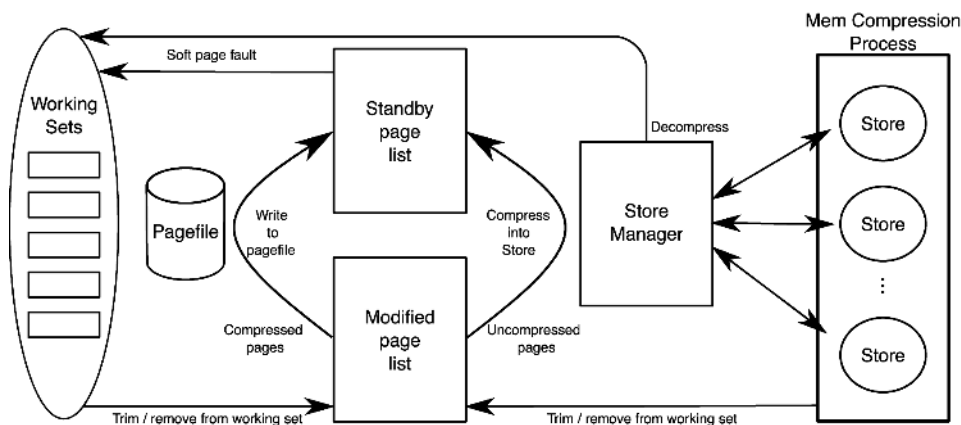 Mem Compression
Process
Soft page fault
Working
Sets
Standby
page
list
Decompress
Store
Pagefile
Write
to
pagefile
Compress
into
Store
Store
Manager
Store
...
Compressed
pages
Modified
page
list
Uncompressed
pages
Store
Trim / remove from working set
Trim / remove from working set